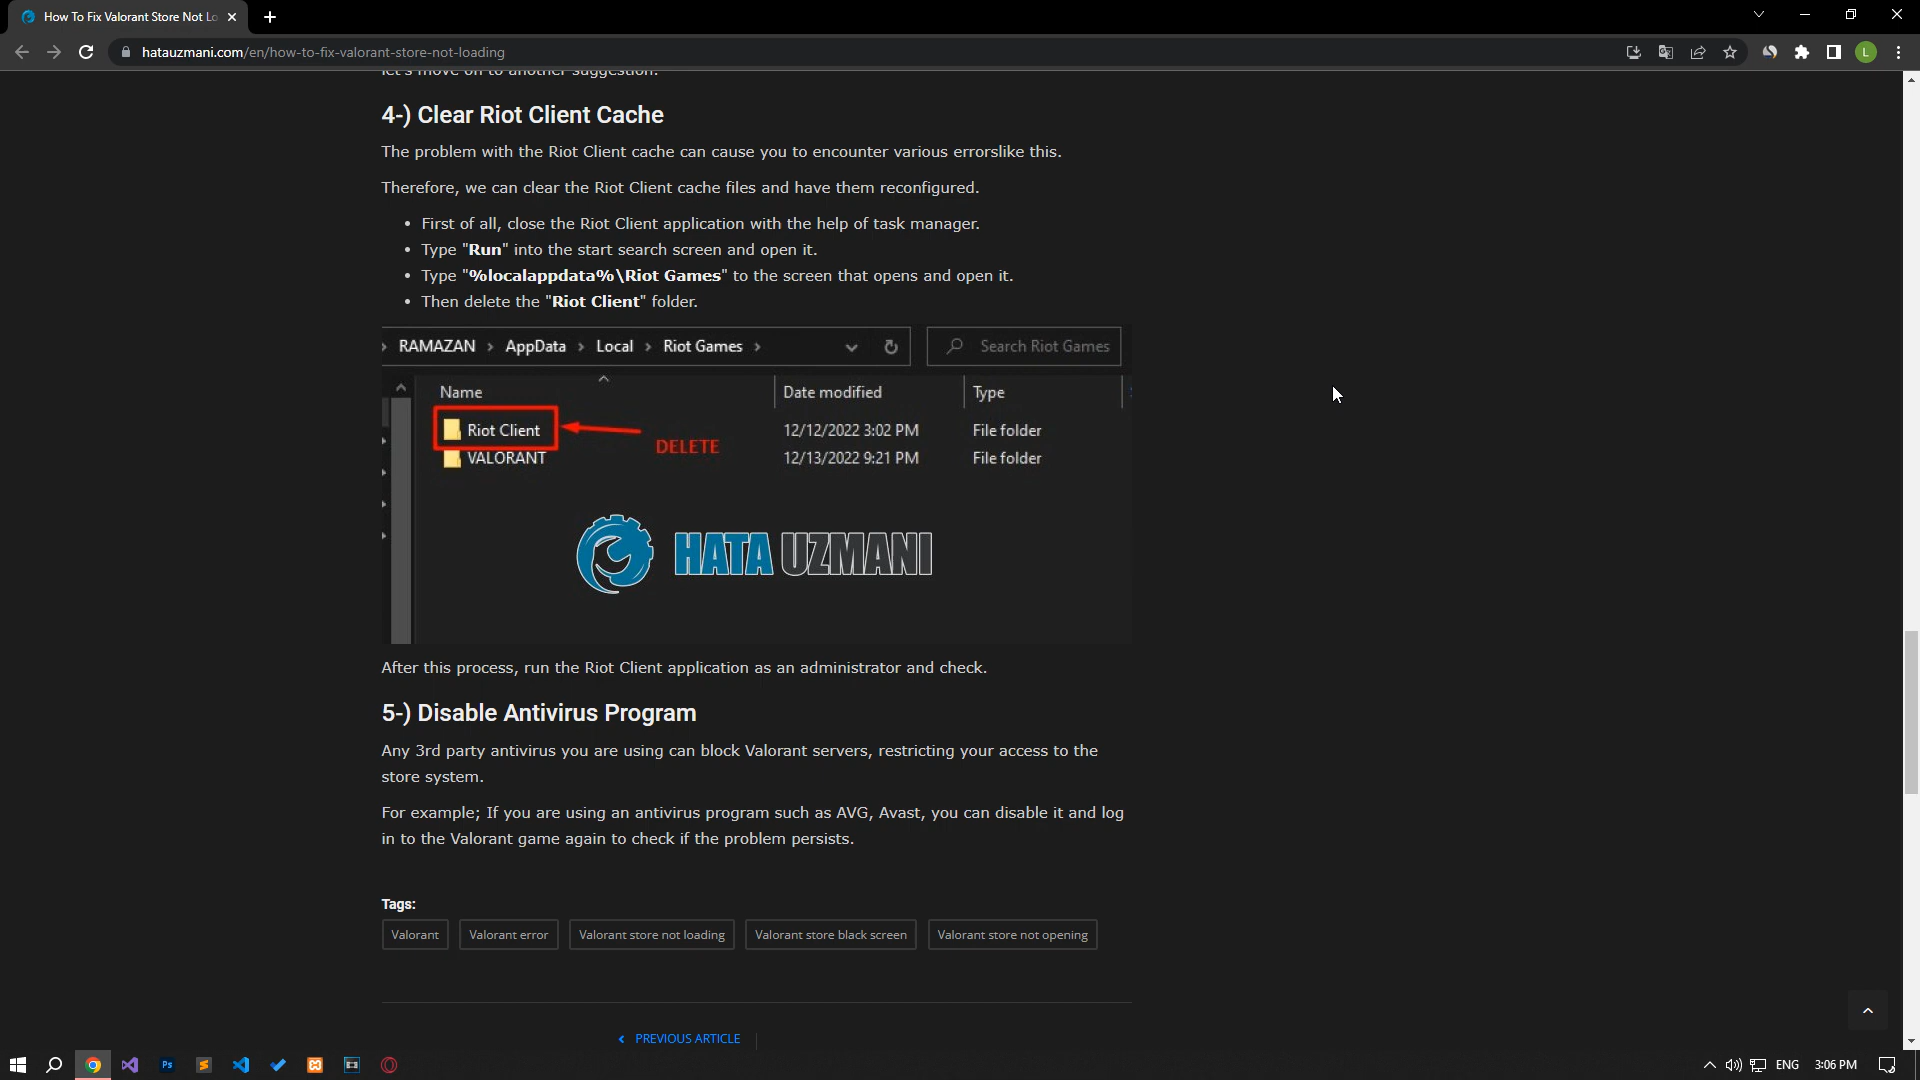 How To Fix Valorant Store Not Lo
hatauzmani.com/en/how-to-fix-valorant-store-not-loading
L
let's move on to another suggestion.
4-) Clear Riot Client Cache
The problem with the Riot Client cache can cause you to encounter various errorslike this.
Therefore, we can clear the Riot Client cache files and have them reconfigured.
• First of all, close the Riot Client application with the help of task manager.
• Type "Run" into the start search screen and open it.
• Type "%localappdata%\Riot Games" to the screen that opens and open it.
• Then delete the "Riot Client" folder.
RAMAZAN > AppData > Local > Riot Games >
Search Riot Games
Name Date modified Type
Riot Client 12/12/2022 3:02 PM File folder
DELETE
VALORANT 12/13/2022 9:21 PM File folder
HATA UZMANI
After this process, run the Riot Client application as an administrator and check.
5-) Disable Antivirus Program
Any 3rd party antivirus you are using can block Valorant servers, restricting your access to the
store system.
For example; If you are using an antivirus program such as AVG, Avast, you can disable it and log
in to the Valorant game again to check if the problem persists.
Tags:
Valorant Valorant error Valorant store not loading Valorant store black screen Valorant store not opening
PREVIOUS ARTICLE
Ps
ENG 3:06 PM